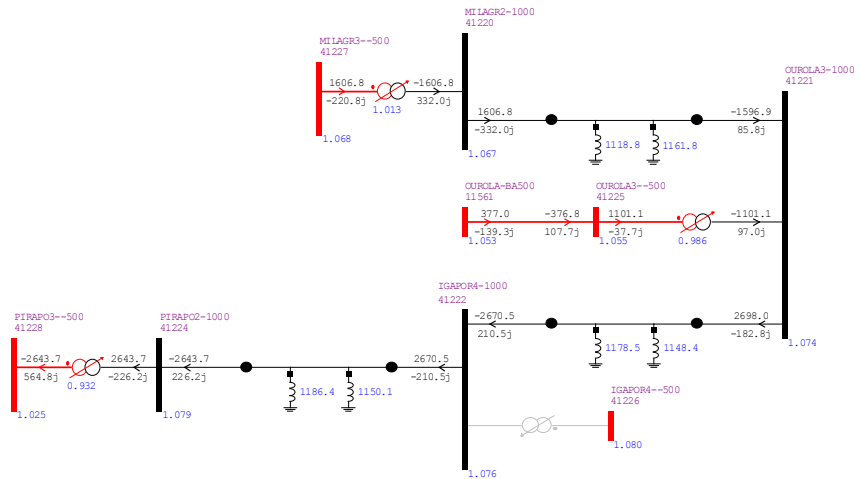 MILAGR2-1000
41220
MILAGR3--500
41227
1606.8
-220.8j
1.013
-1606.8
332.0j
1.068
1.067
1606.8
-332.0j
1118.8
1161.8
-1596.9
85.8j
OUROLA3-1000
41221
OUROLA-BA500
11561
377.0
-139.3j
-376.8
107.7j
1.053
OUROLA3--500
41225
1101.1
-37.7j
1.055
0.986
-1101.1
97.0j
IGAPOR4-1000
41222
-2670.5
210.5j
1178.5
1148.4
2698.0
-182.8j
1.074
PIRAPO3--500
41228
-2643.7
564.8j
0.932
2643.7
-226.2j
1.025
PIRAPO2-1000
41224
-2643.7
226.2j
1186.4
1150.1
2670.5
-210.5j
1.079
IGAPOR4--500
41226
1.080
1.076